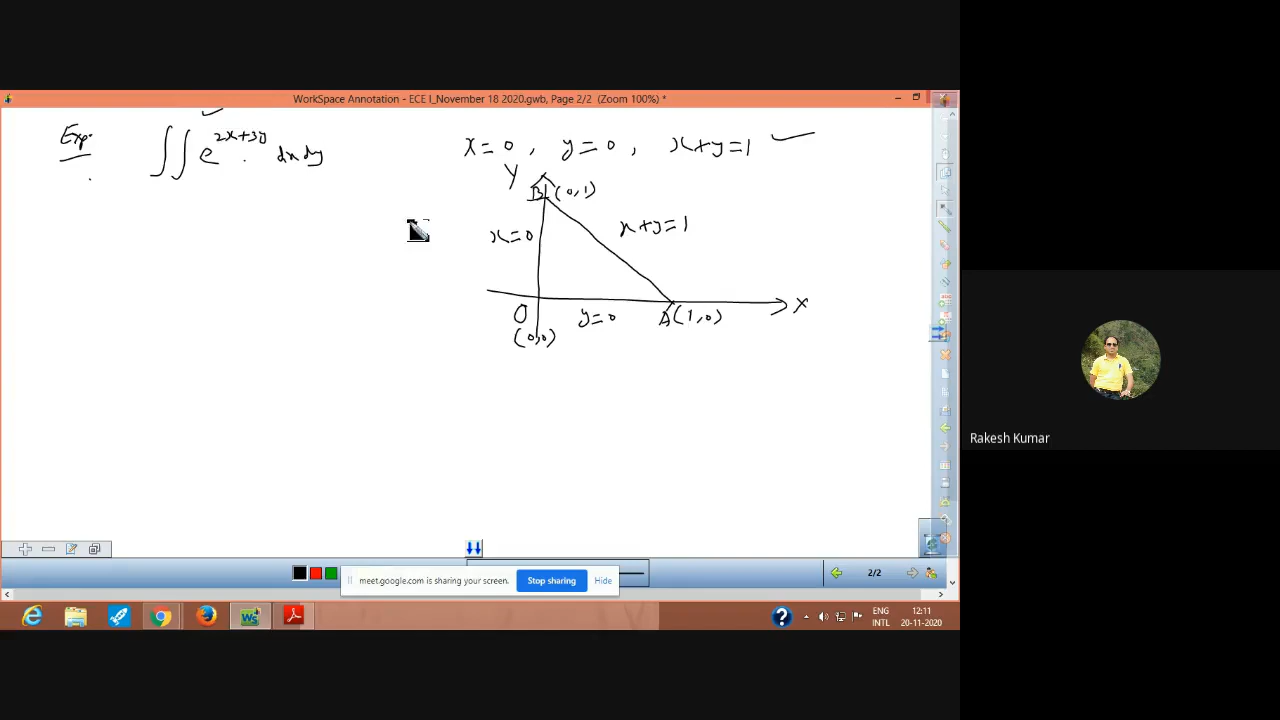 WorkSpace Annotation - ECE I_November 18 2020.gwb, Page 2/2 (Zoom 100%) *
Exp:
∫∫ e^{2x+3y} dx dy
x=0 , y=0 , x+y=1
Y
B (0,1)
x=0
x+y=1
O
y=0
A(1,0)
X
(0,0)
Rakesh Kumar
meet.google.com is sharing your screen.
Stop sharing
Hide
2/2
ENG
INTL
12:11
20-11-2020